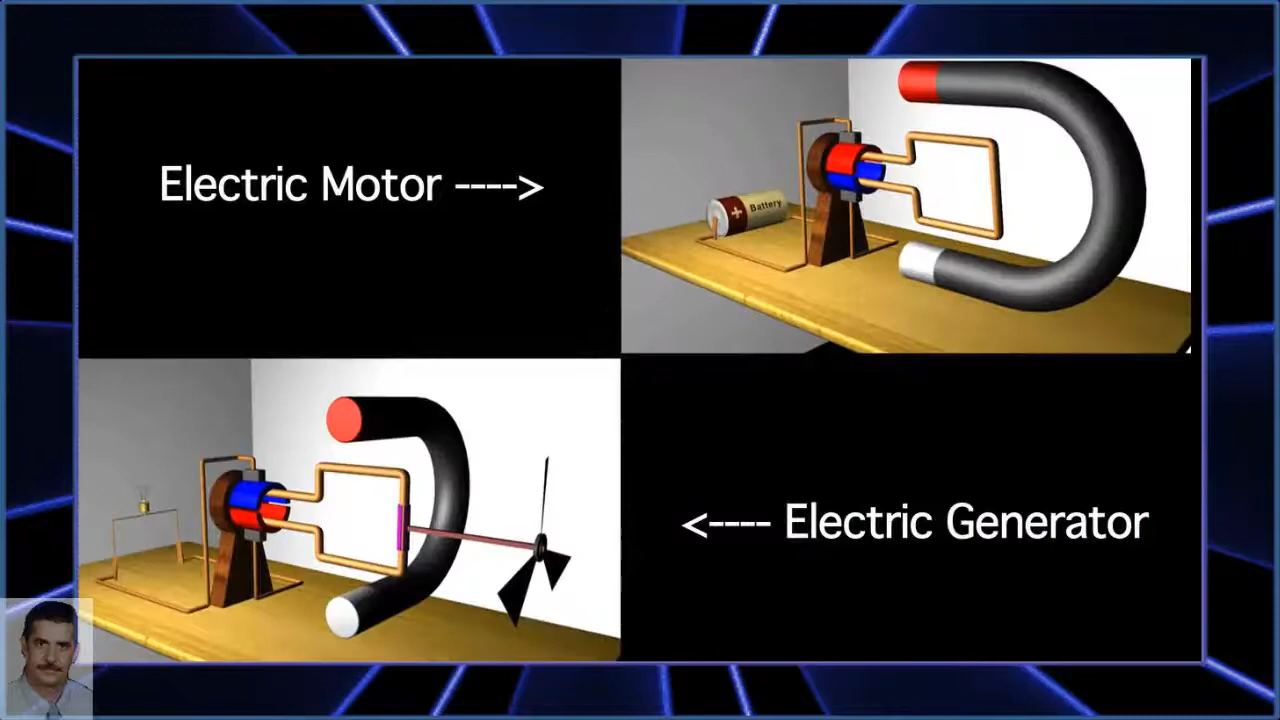 Electric Motor ---->
+ Battery
<---- Electric Generator